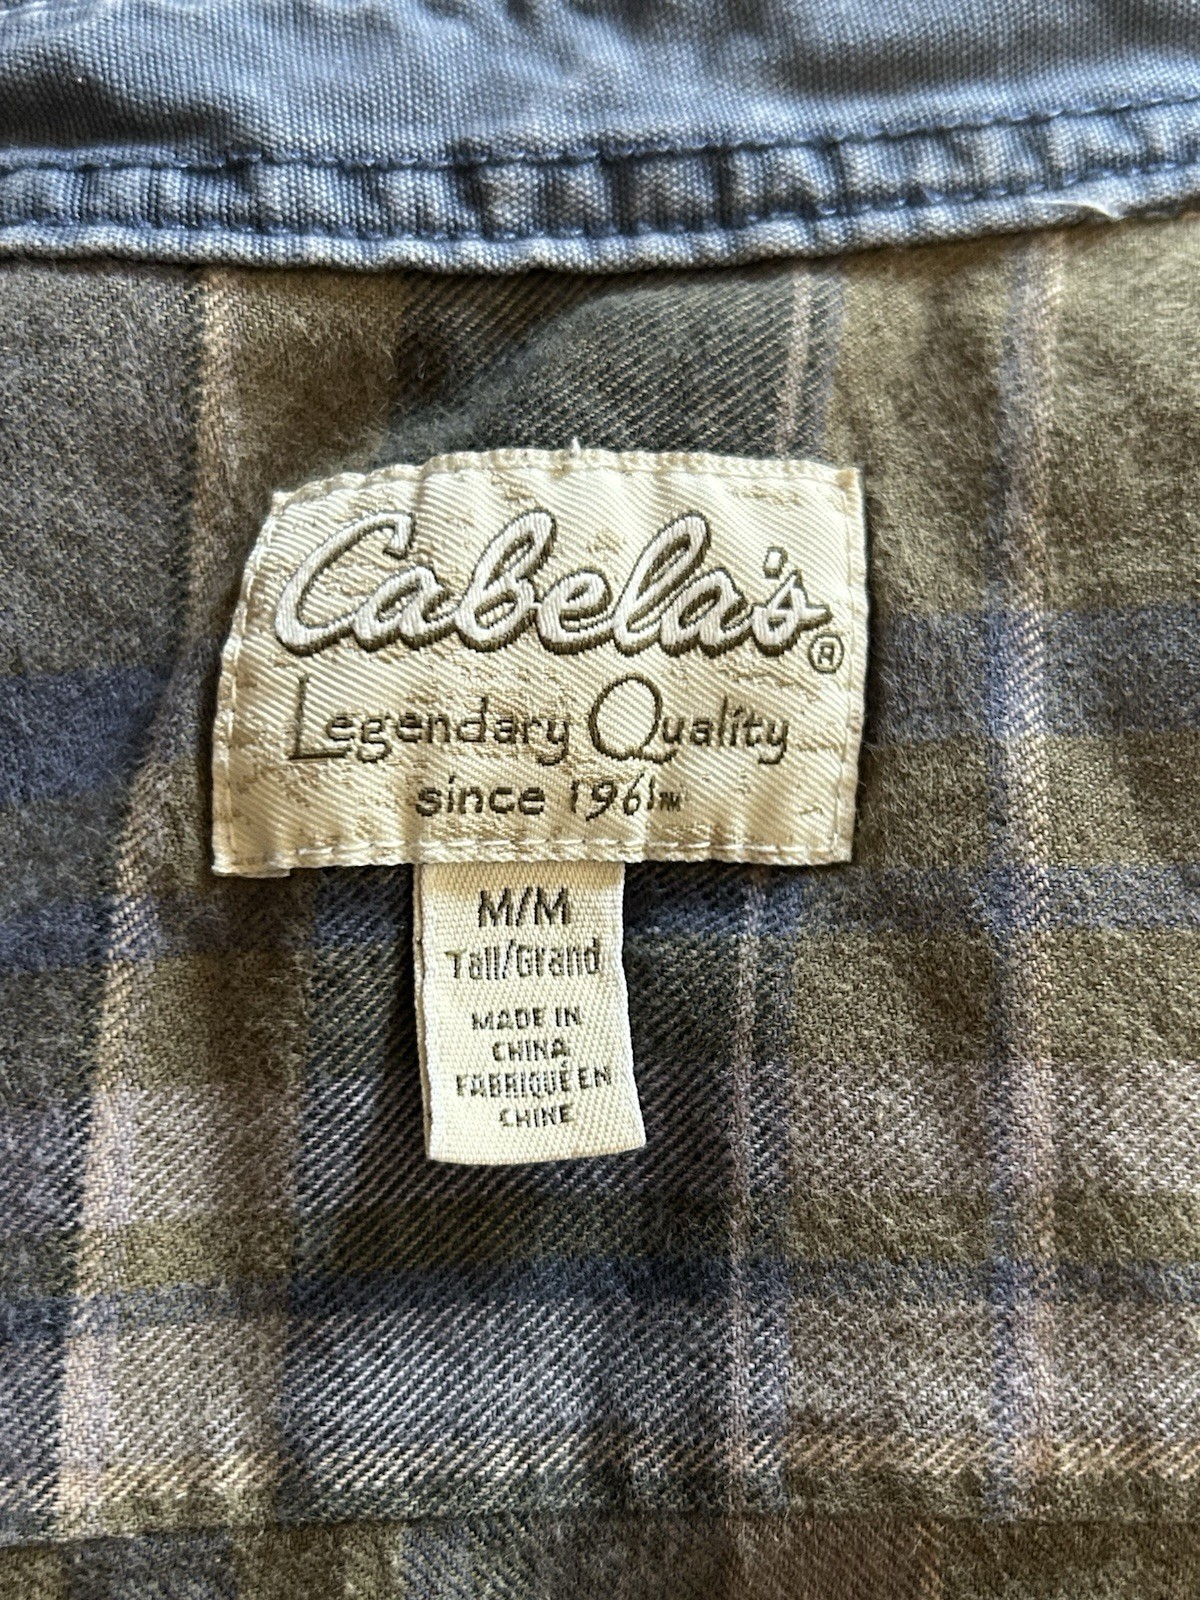 Cabela's®
Legendary Quality
since 1961™
M/M
Tall/Grand
MADE IN
CHINA
FABRIQUÉ EN
CHINE